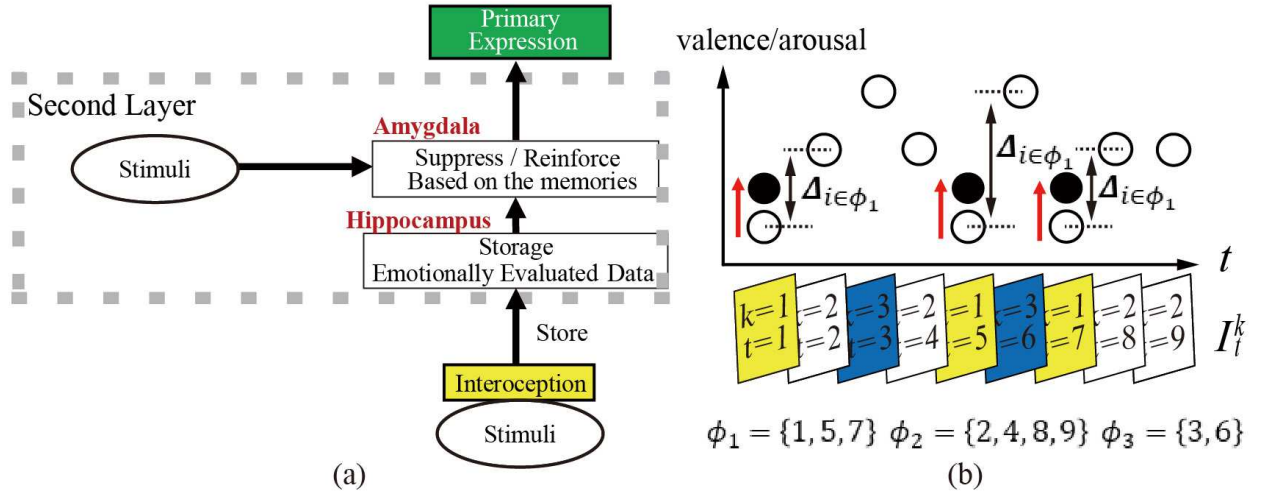 Primary
Expression
Second Layer
Amygdala
Stimuli
Suppress / Reinforce
Based on the memories
Hippocampus
Storage
Emotionally Evaluated Data
Store
Interoception
Stimuli
(a)
valence/arousal
Δ_{i∈ϕ₁}
Δ_{i∈ϕ₁}
Δ_{i∈ϕ₁}
t
k=1
t=1
=2
=2
=3
t=3
=2
=4
=1
=5
=3
=6
=1
=7
=2
=8
=2
=9
I_t^k
ϕ₁ = {1, 5, 7} ϕ₂ = {2, 4, 8, 9} ϕ₃ = {3, 6}
(b)